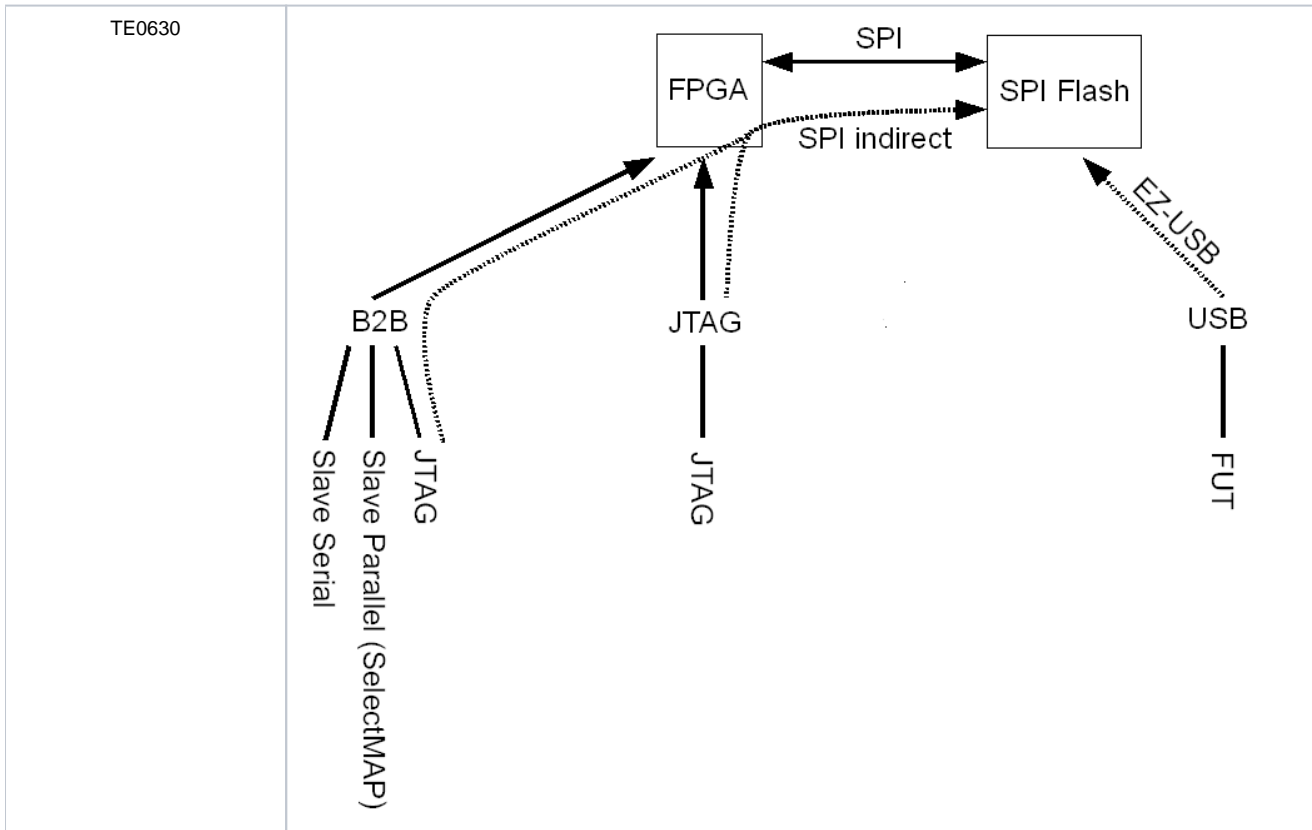 TE0630
SPI
FPGA
SPI Flash
SPI indirect
EZ-USB
B2B
JTAG
USB
Slave Serial
Slave Parallel (SelectMAP)
JTAG
JTAG
FUT